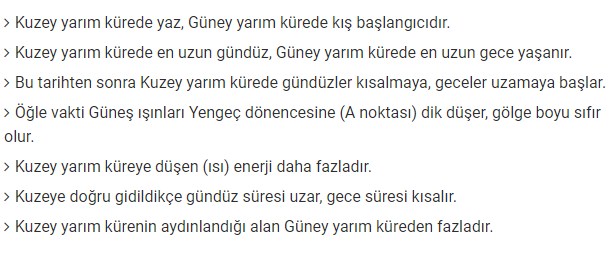 > Kuzey yarım kürede yaz, Güney yarım kürede kış başlangıcıdır.
> Kuzey yarım kürede en uzun gündüz, Güney yarım kürede en uzun gece yaşanır.
> Bu tarihten sonra Kuzey yarım kürede gündüzler kısalmaya, geceler uzamaya başlar.
> Öğle vakti Güneş ışınları Yengeç dönencesine (A noktası) dik düşer, gölge boyu sıfır
olur.
> Kuzey yarım küreye düşen (ısı) enerji daha fazladır.
> Kuzeye doğru gidildikçe gündüz süresi uzar, gece süresi kısalır.
> Kuzey yarım kürenin aydınlandığı alan Güney yarım küreden fazladır.